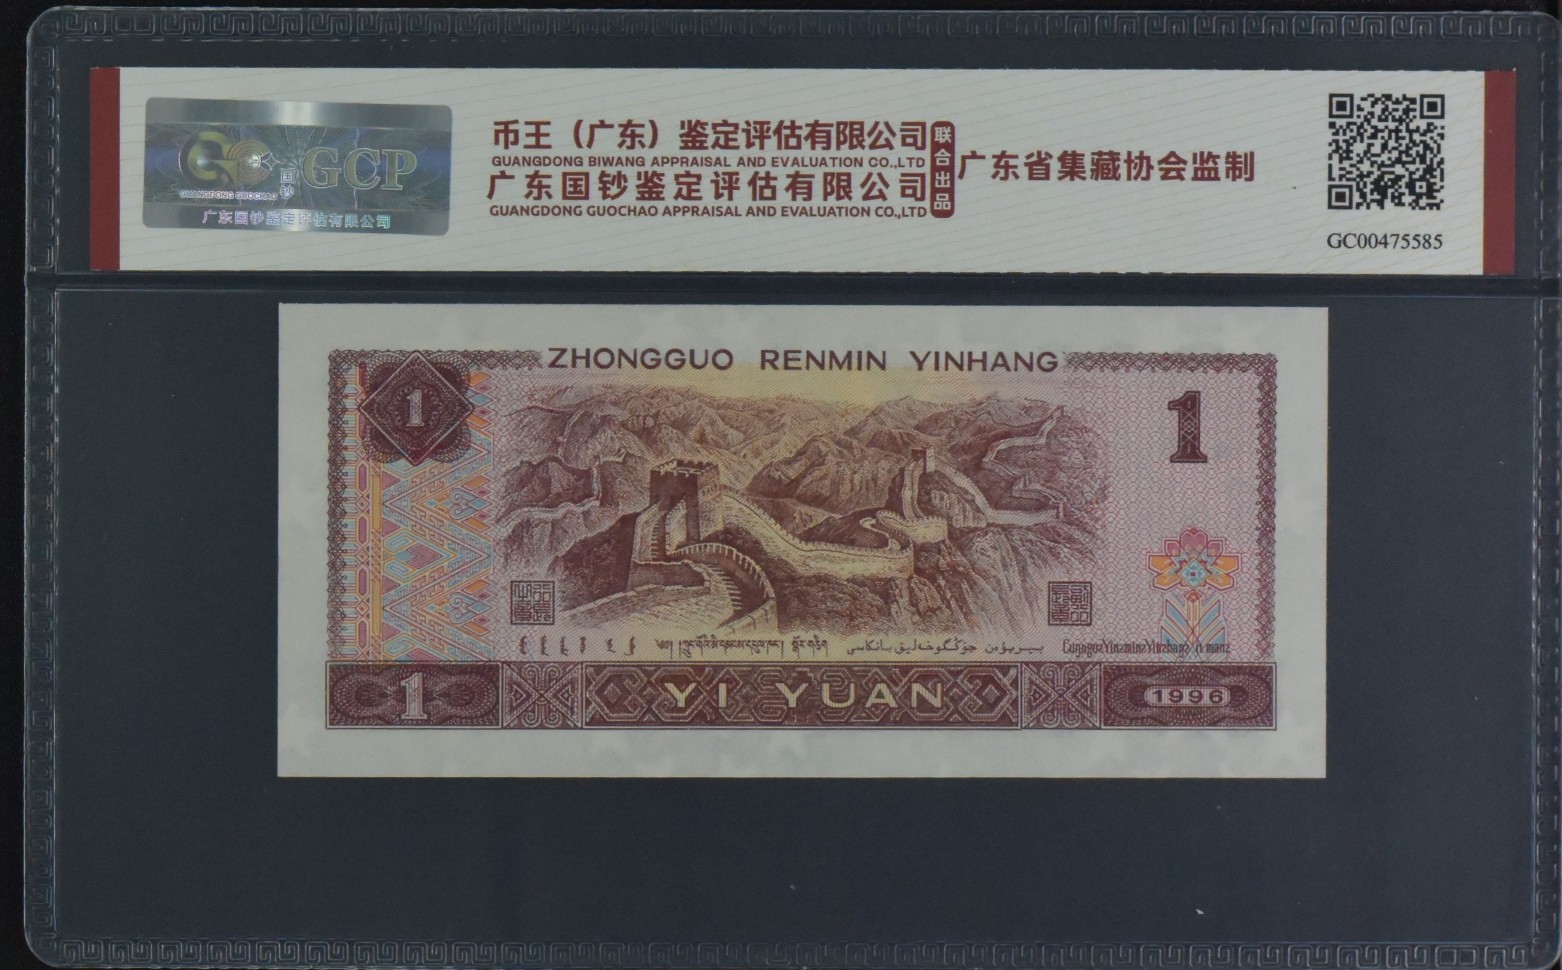 币王（广东）鉴定评估有限公司
GUANGDONG BIWANG APPRAISAL AND EVALUATION CO.,LTD
广东国钞鉴定评估有限公司
GUANGDONG GUOCHAO APPRAISAL AND EVALUATION CO.,LTD
联合出品
广东省集藏协会监制
GCP
国钞
GUANGDONG GUOCHAO
广东国钞鉴定评估有限公司
GC00475585
ZHONGGUO RENMIN YINHANG
1
1
1
YI YUAN
1996